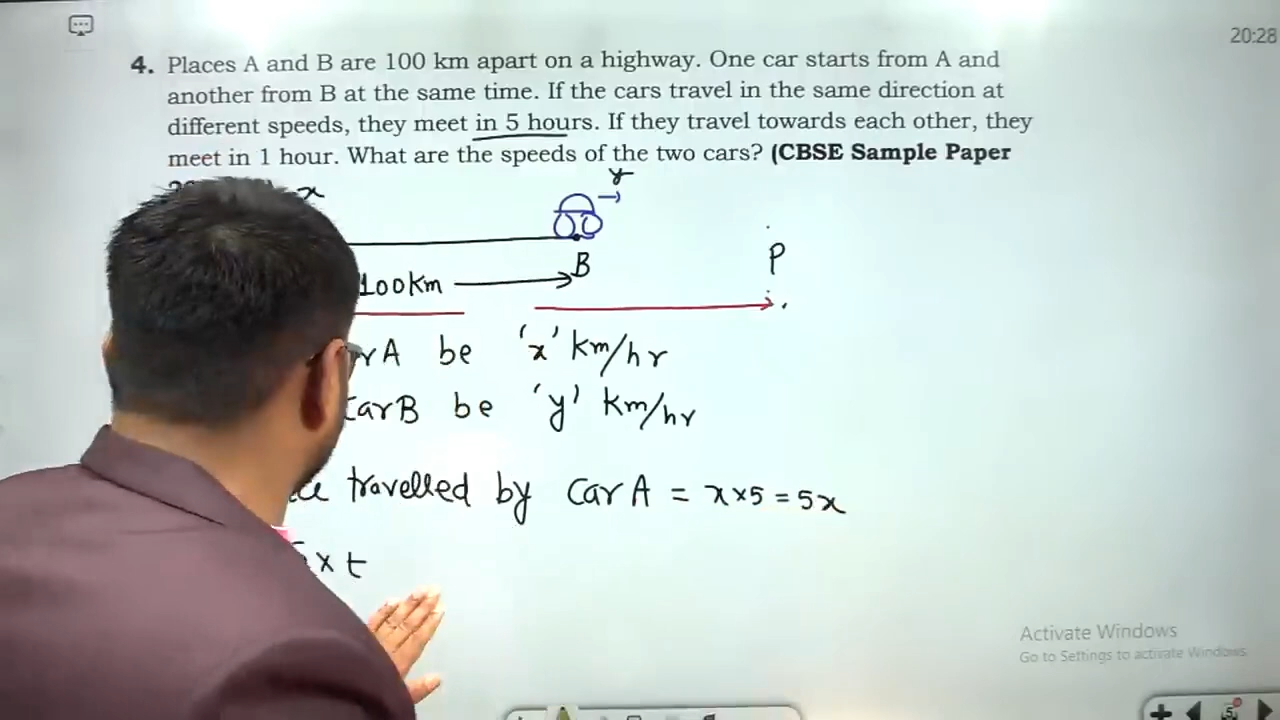 20:28
4. Places A and B are 100 km apart on a highway. One car starts from A and
another from B at the same time. If the cars travel in the same direction at
different speeds, they meet in 5 hours. If they travel towards each other, they
meet in 1 hour. What are the speeds of the two cars? (CBSE Sample Paper
x y
B P
100Km
A be 'x' km/hr
Car B be 'y' km/hr
travelled by Car A = x×5 = 5x
× t
Activate Windows
Go to Settings to activate Windows.
5